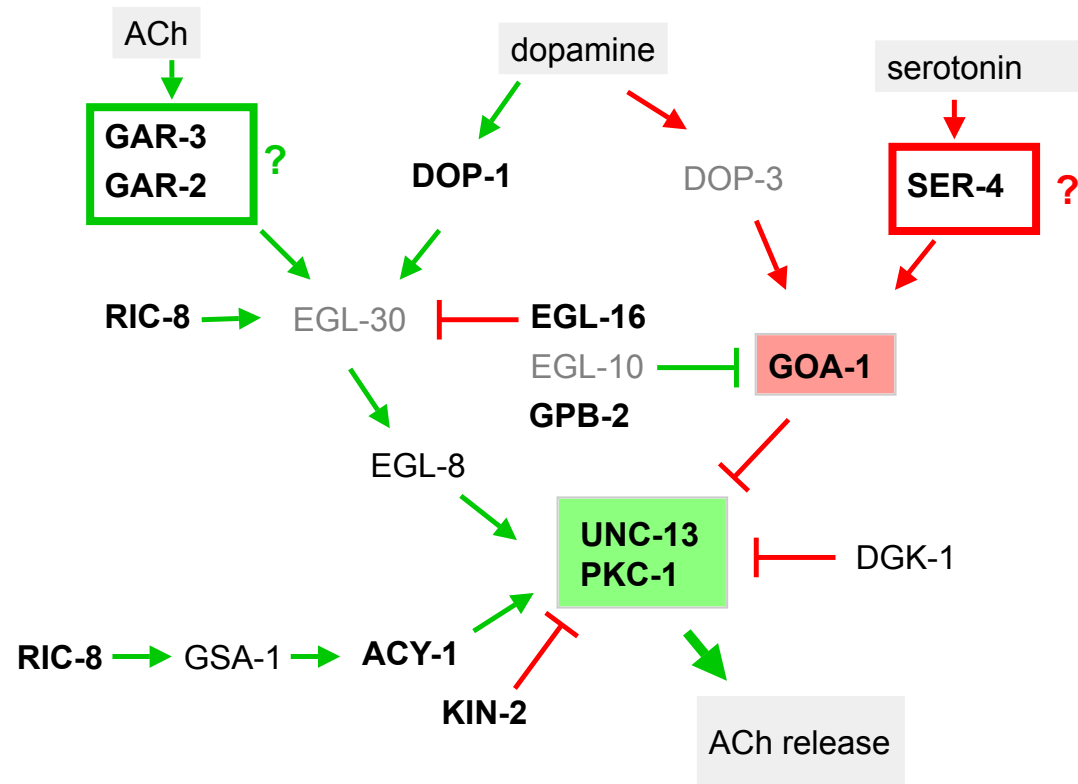 ACh
dopamine
serotonin
GAR-3
GAR-2
?
DOP-1
DOP-3
SER-4
?
RIC-8
EGL-30
EGL-16
EGL-10
GPB-2
GOA-1
EGL-8
UNC-13
PKC-1
DGK-1
RIC-8
GSA-1
ACY-1
KIN-2
ACh release